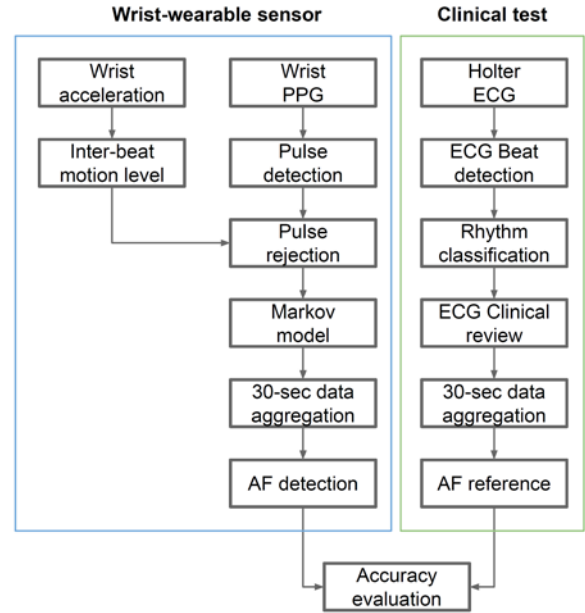 Wrist-wearable sensor
Clinical test
Wrist
acceleration
Wrist
PPG
Holter
ECG
Inter-beat
motion level
Pulse
detection
ECG Beat
detection
Pulse
rejection
Rhythm
classification
Markov
model
ECG Clinical
review
30-sec data
aggregation
30-sec data
aggregation
AF detection
AF reference
Accuracy
evaluation